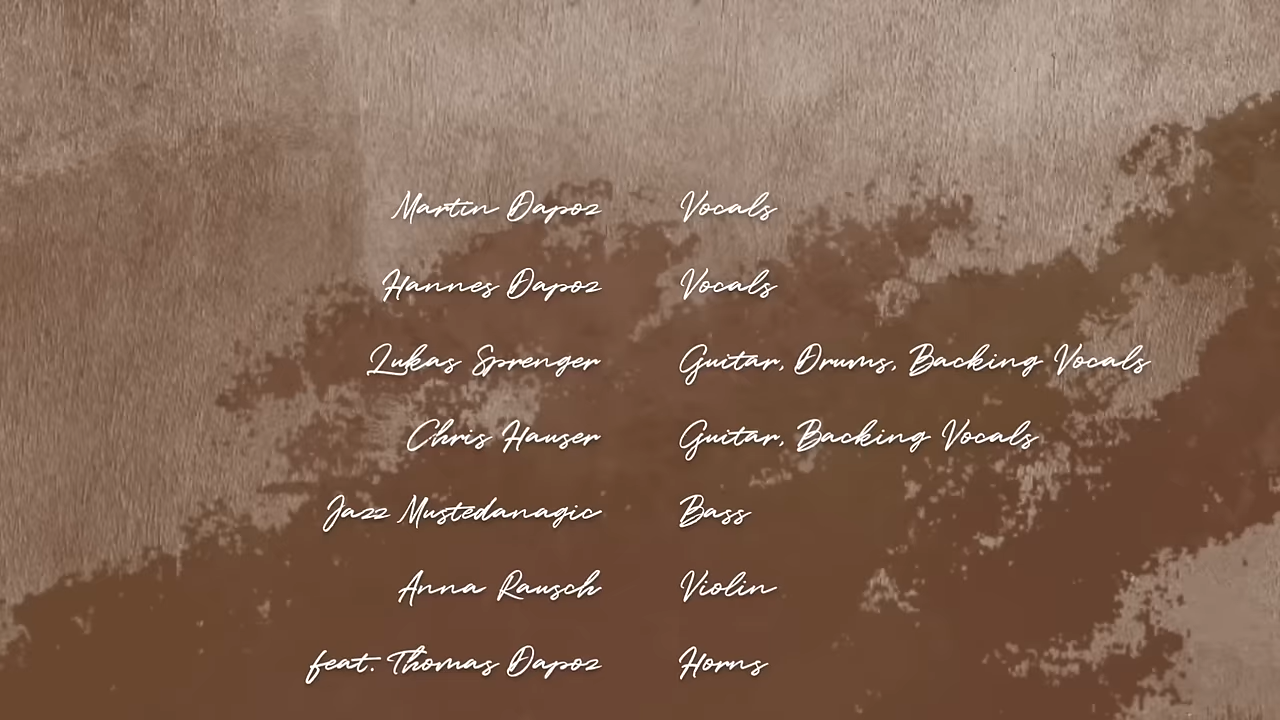 Martin Dapoz Vocals
Hannes Dapoz Vocals
Lukas Sprenger Guitar, Drums, Backing Vocals
Chris Hauser Guitar, Backing Vocals
Jazz Mustedanagic Bass
Anna Rausch Violin
feat. Thomas Dapoz Horns